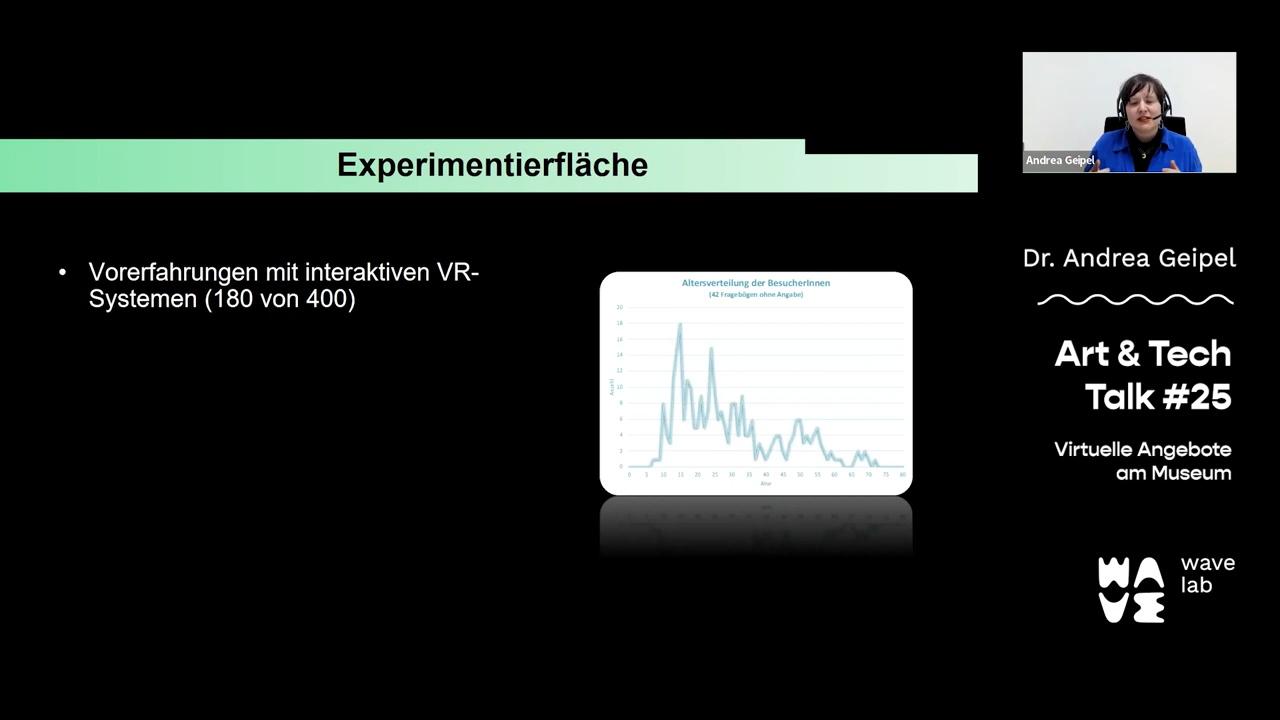 Experimentierfläche
• Vorerfahrungen mit interaktiven VR-
Systemen (180 von 400)
Altersverteilung der BesucherInnen
(42 Fragebögen ohne Angabe)
20
18
16
14
12
10
8
6
4
2
0
Anzahl
0 5 10 15 20 25 30 35 40 45 50 55 60 65 70 75 80
Alter
Andrea Geipel
Dr. Andrea Geipel
Art & Tech
Talk #25
Virtuelle Angebote
am Museum
WAVE
wave
lab